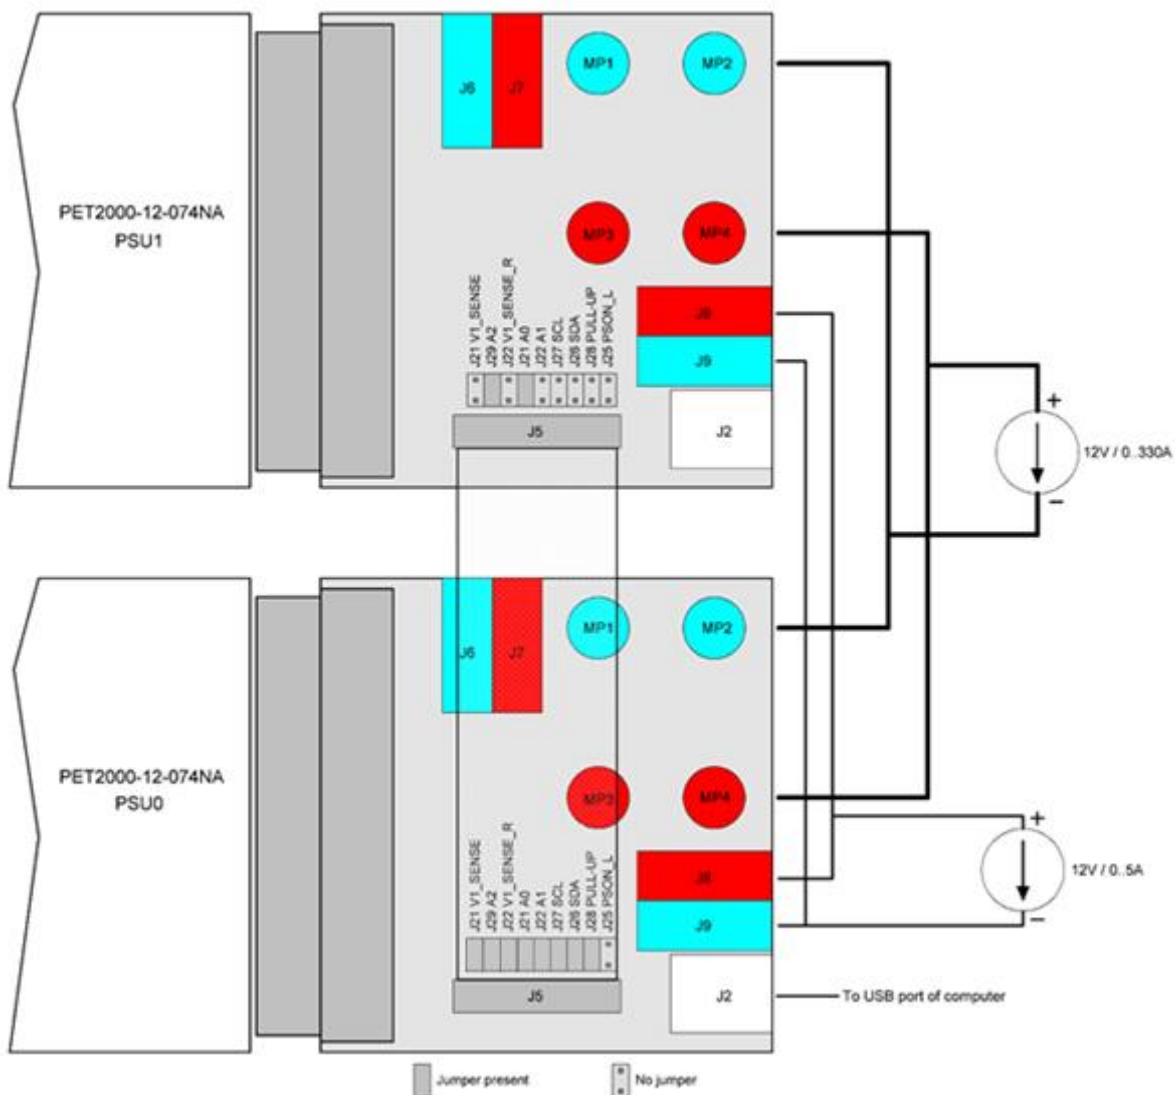 J6
J7
MP1
MP2
PET2000-12-074NA
PSU1
MP3
MP4
J21 V1_SENSE
J29 A2
J22 V1_SENSE_R
J21 A0
J22 A1
J27 SCL
J26 SDA
J28 PULL-UP
J25 PSON_L
J8
J9
J5
J2
+
12V / 0..330A
−
J6
J7
MP1
MP2
PET2000-12-074NA
PSU0
MP3
MP4
J21 V1_SENSE
J29 A2
J22 V1_SENSE_R
J21 A0
J22 A1
J27 SCL
J26 SDA
J28 PULL-UP
J25 PSON_L
J8
J9
+
12V / 0..5A
−
J5
J2
To USB port of computer
Jumper present
No jumper